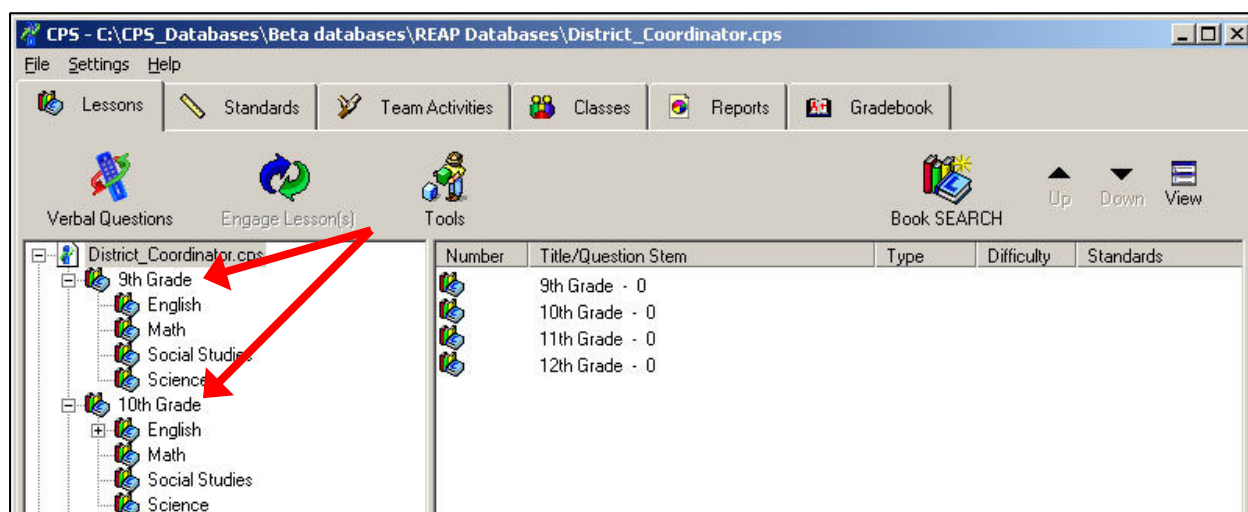 CPS - C:\CPS_Databases\Beta databases\REAP Databases\District_Coordinator.cps
File Settings Help
Lessons Standards Team Activities Classes Reports Gradebook
Verbal Questions Engage Lesson(s) Tools Book SEARCH Up Down View
District_Coordinator.cps Number Title/Question Stem Type Difficulty Standards
9th Grade 9th Grade - 0
English 10th Grade - 0
Math 11th Grade - 0
Social Studies 12th Grade - 0
Science
10th Grade
English
Math
Social Studies
Science